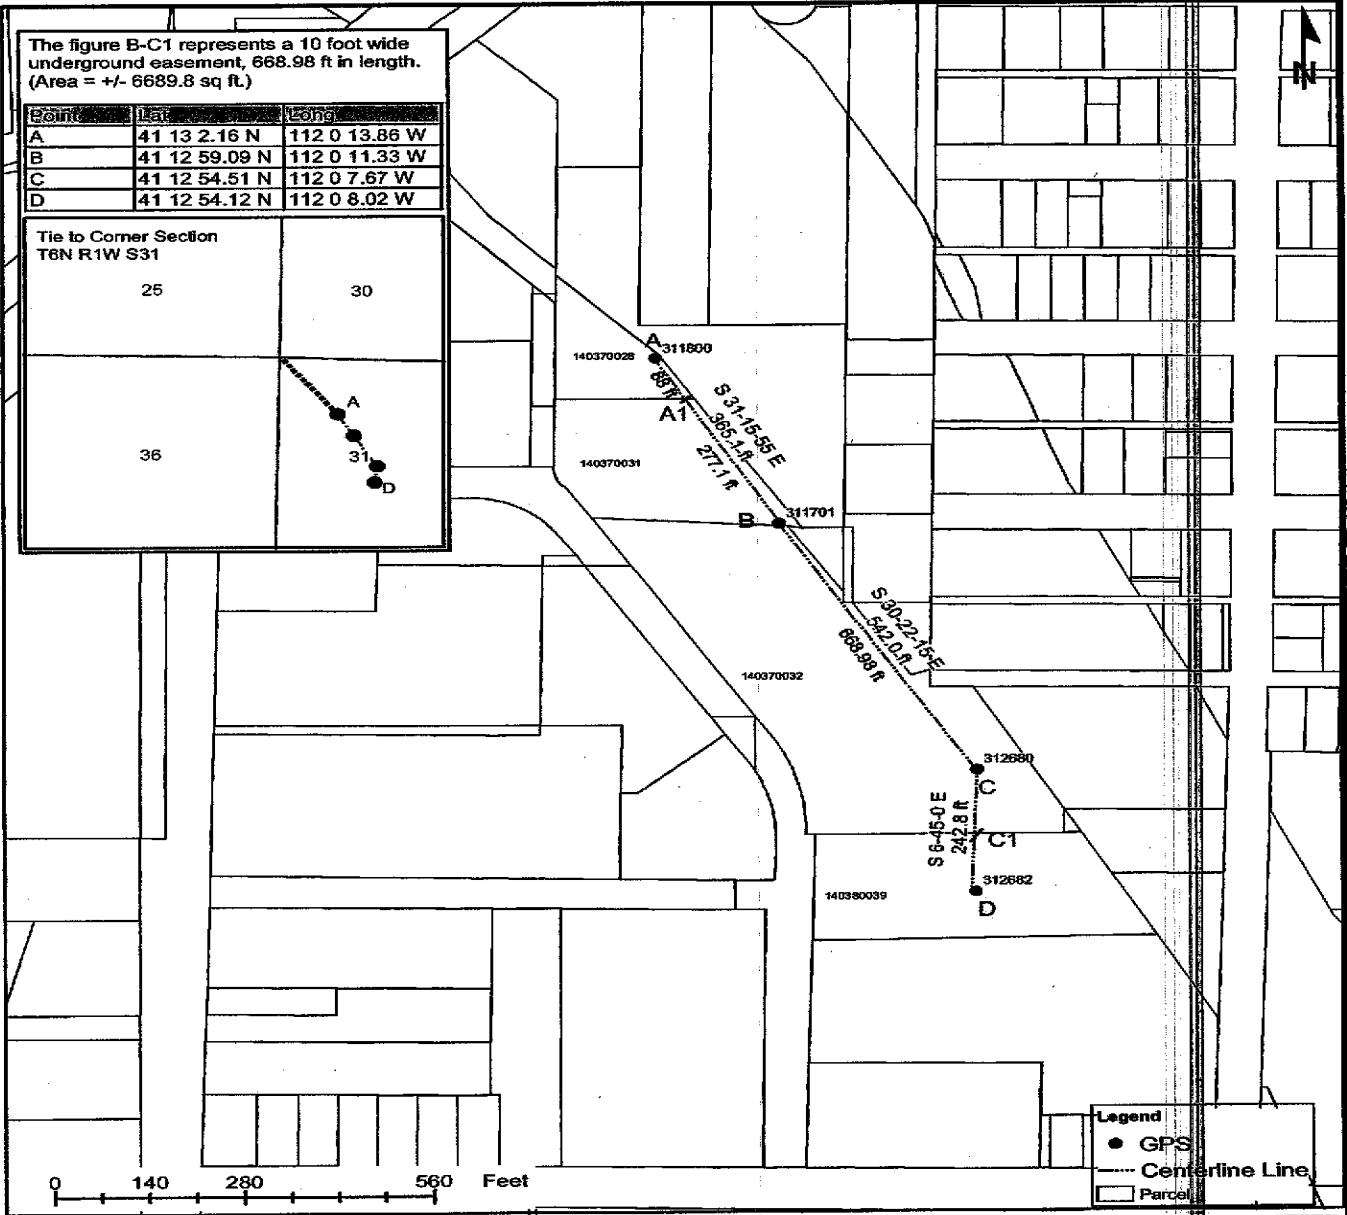 The figure B-C1 represents a 10 foot wide
underground easement, 668.98 ft in length.
(Area = +/- 6689.8 sq ft.)
Point Lat Long
A 41 13 2.16 N 112 0 13.86 W
B 41 12 59.09 N 112 0 11.33 W
C 41 12 54.51 N 112 0 7.67 W
D 41 12 54.12 N 112 0 8.02 W
Tie to Corner Section
T6N R1W S31
25 30
A
36 31
D
N
A 311800
140370028
88 ft
A1
S 31-15-55 E
365.1 ft
277.1 ft
140370031
B 311701
S 30-22-15 E
542.0 ft
668.98 ft
140370032
312680
C
S 6-45-0 E
242.8 ft
C1
312682
140380039
D
0 140 280 560 Feet
Legend
GPS
Centerline Line
Parcel